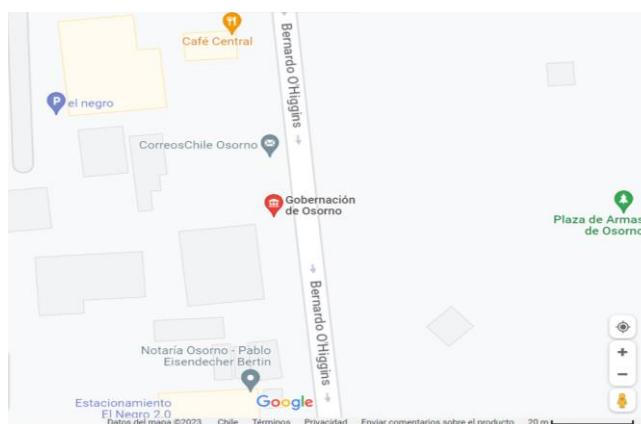 Café Central
Bernardo O'Higgins
P el negro
CorreosChile Osorno
Gobernación
de Osorno
Plaza de Armas
de Osorno
Bernardo O'Higgins
Notaría Osorno - Pablo
Eisendecher Bertin
Estacionamiento
El Negro 2.0
Google
Datos del mapa ©2023 Chile Términos Privacidad Enviar comentarios sobre el producto 20 m